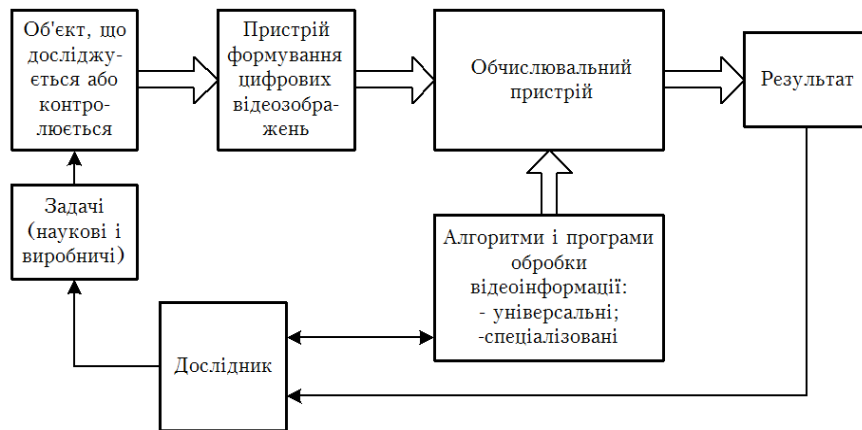 Об'єкт, що
досліджу-
ється або
контро-
люється
Пристрій
формування
цифрових
відеозобра-
жень
Обчислювальний
пристрій
Результат
Задачі
(наукові і
виробничі)
Алгоритми і програми
обробки
відеоінформації:
- універсальні;
-спеціалізовані
Дослідник